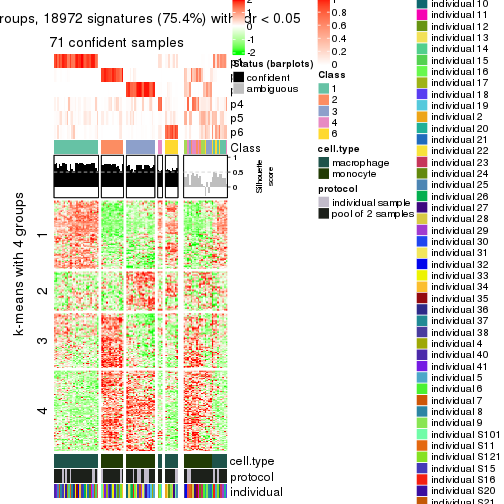 roups, 18972 signatures (75.4%) with fdr < 0.05
71 confident samples
p4
p5
p6
Class
1
0.5
0
Silhouette
score
k-means with 4 groups
1
2
3
4
cell.type
protocol
individual
2
1
0
-1
-2
Status (barplots)
confident
ambiguous
0.8
0.6
0.4
0.2
0
Class
1
2
3
4
6
cell.type
macrophage
monocyte
protocol
individual sample
pool of 2 samples
individual 10
individual 11
individual 12
individual 13
individual 14
individual 15
individual 16
individual 17
individual 18
individual 19
individual 2
individual 20
individual 21
individual 22
individual 23
individual 24
individual 25
individual 26
individual 27
individual 28
individual 29
individual 30
individual 31
individual 32
individual 33
individual 34
individual 35
individual 36
individual 37
individual 38
individual 4
individual 40
individual 41
individual 5
individual 6
individual 7
individual 8
individual 9
individual S101
individual S11
individual S121
individual S15
individual S16
individual S20
individual S21